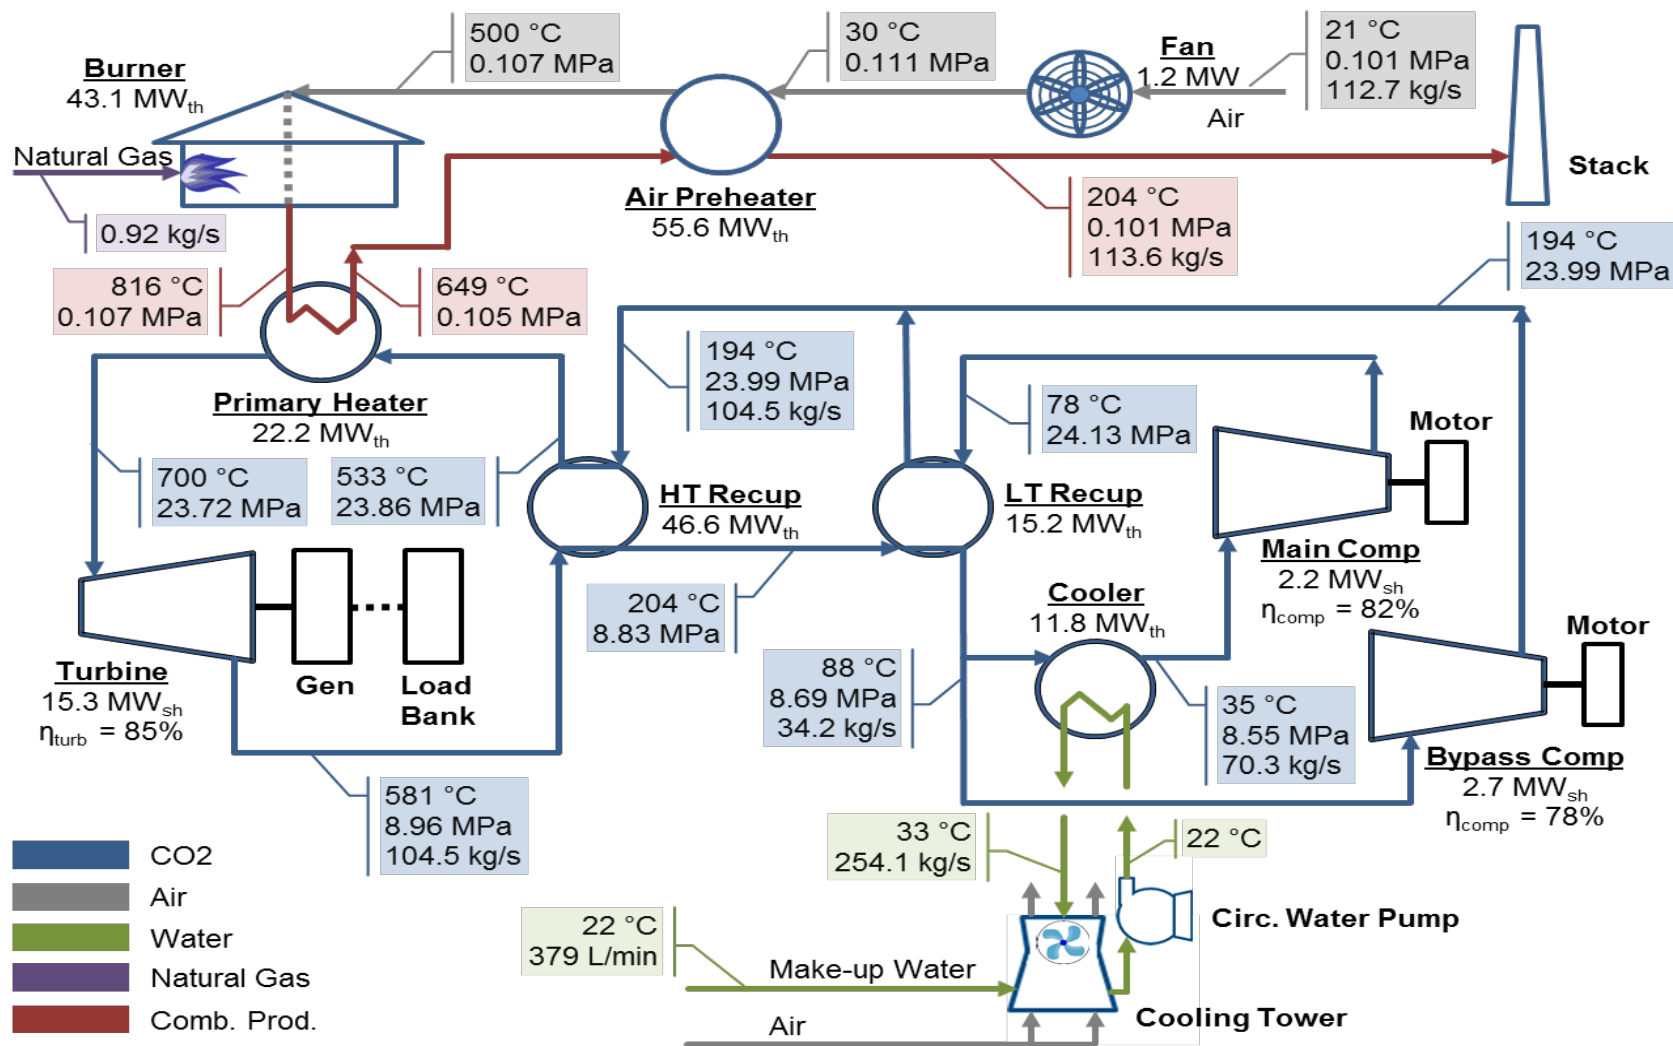 500 °C
0.107 MPa
30 °C
0.111 MPa
Fan
1.2 MW
21 °C
0.101 MPa
112.7 kg/s
Air
Burner
43.1 MWth
Natural Gas
0.92 kg/s
Air Preheater
55.6 MWth
204 °C
0.101 MPa
113.6 kg/s
Stack
194 °C
23.99 MPa
816 °C
0.107 MPa
649 °C
0.105 MPa
Primary Heater
22.2 MWth
194 °C
23.99 MPa
104.5 kg/s
78 °C
24.13 MPa
Motor
700 °C
23.72 MPa
533 °C
23.86 MPa
HT Recup
46.6 MWth
LT Recup
15.2 MWth
Main Comp
2.2 MWsh
ηcomp = 82%
204 °C
8.83 MPa
Cooler
11.8 MWth
Motor
Turbine
15.3 MWsh
ηturb = 85%
Gen
Load
Bank
88 °C
8.69 MPa
34.2 kg/s
35 °C
8.55 MPa
70.3 kg/s
Bypass Comp
2.7 MWsh
ηcomp = 78%
581 °C
8.96 MPa
104.5 kg/s
33 °C
254.1 kg/s
22 °C
22 °C
379 L/min
Circ. Water Pump
Make-up Water
Cooling Tower
Air
CO2
Air
Water
Natural Gas
Comb. Prod.